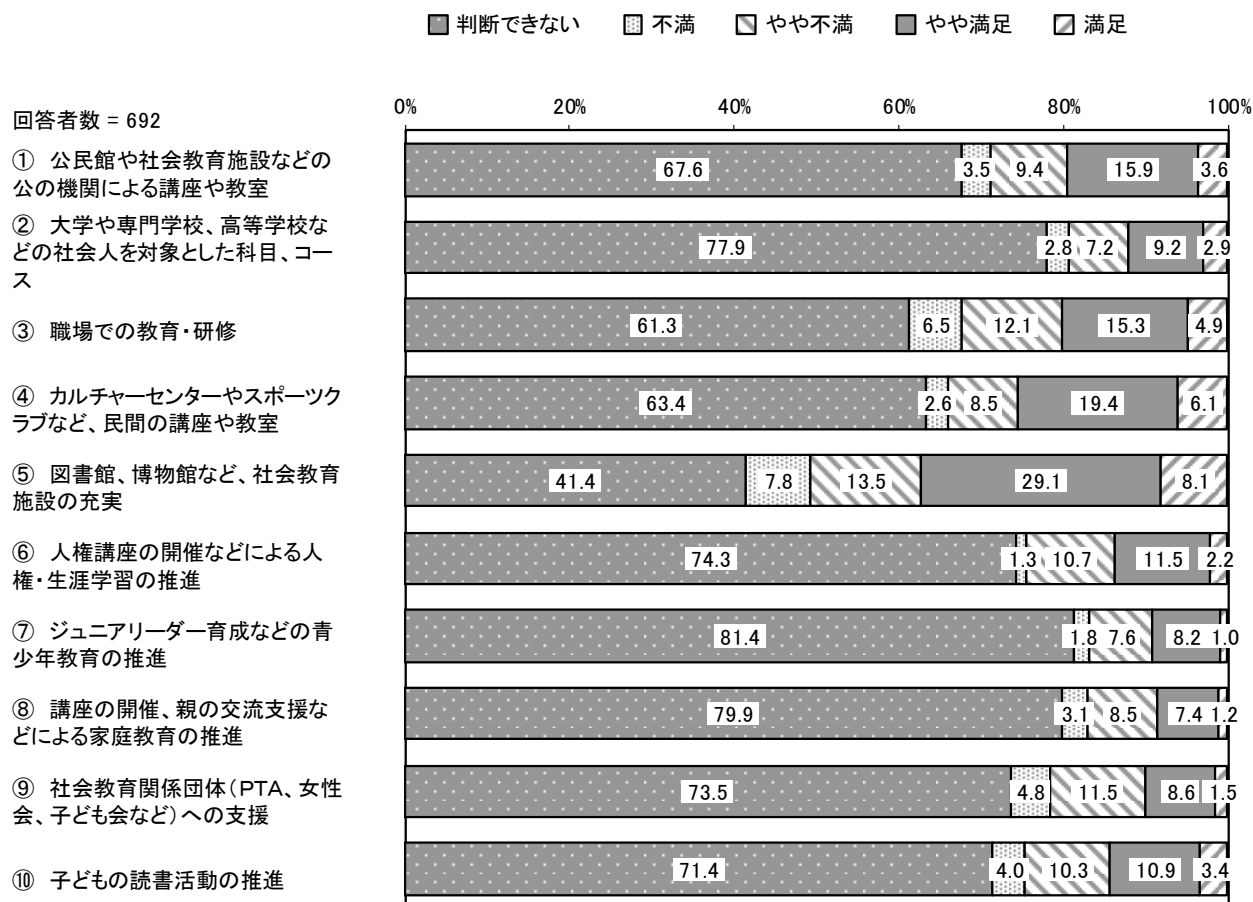 判断できない 不満 やや不満 やや満足 満足
0% 20% 40% 60% 80% 100%
回答者数 = 692
① 公民館や社会教育施設などの
公の機関による講座や教室
67.6 3.5 9.4 15.9 3.6
② 大学や専門学校、高等学校な
どの社会人を対象とした科目、コー
ス
77.9 2.8 7.2 9.2 2.9
③ 職場での教育・研修
61.3 6.5 12.1 15.3 4.9
④ カルチャーセンターやスポーツク
ラブなど、民間の講座や教室
63.4 2.6 8.5 19.4 6.1
⑤ 図書館、博物館など、社会教育
施設の充実
41.4 7.8 13.5 29.1 8.1
⑥ 人権講座の開催などによる人
権・生涯学習の推進
74.3 1.3 10.7 11.5 2.2
⑦ ジュニアリーダー育成などの青
少年教育の推進
81.4 1.8 7.6 8.2 1.0
⑧ 講座の開催、親の交流支援な
どによる家庭教育の推進
79.9 3.1 8.5 7.4 1.2
⑨ 社会教育関係団体（PTA、女性
会、子ども会など）への支援
73.5 4.8 11.5 8.6 1.5
⑩ 子どもの読書活動の推進
71.4 4.0 10.3 10.9 3.4